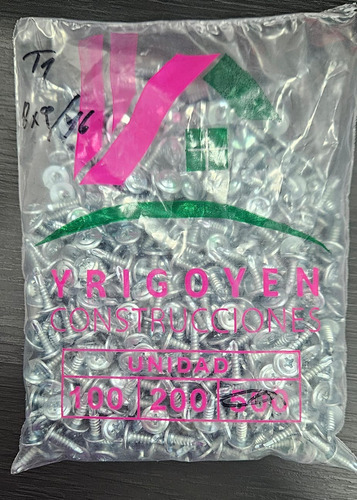 T1
8x9/16
YRIGOYEN
CONSTRUCCIONES
UNIDAD
100 200 500